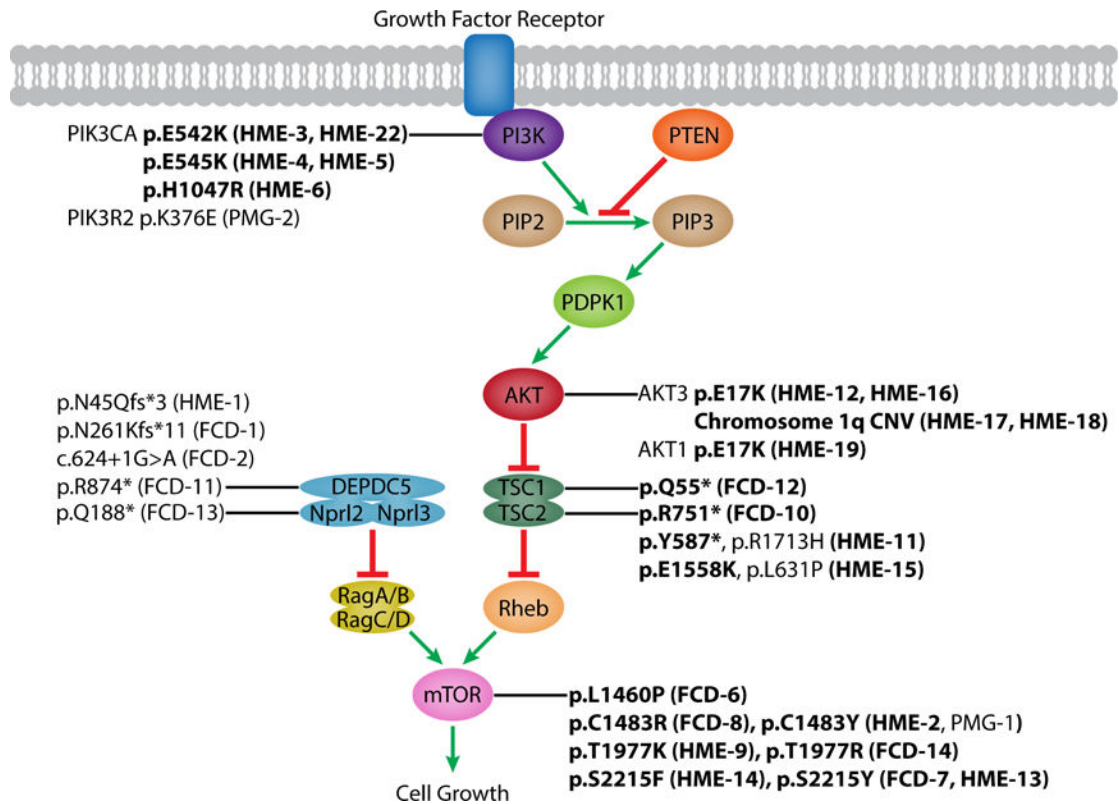 Growth Factor Receptor
PIK3CA p.E542K (HME-3, HME-22)
p.E545K (HME-4, HME-5)
p.H1047R (HME-6)
PIK3R2 p.K376E (PMG-2)
PI3K
PTEN
PIP2
PIP3
PDPK1
AKT
AKT3 p.E17K (HME-12, HME-16)
Chromosome 1q CNV (HME-17, HME-18)
AKT1 p.E17K (HME-19)
p.N45Qfs*3 (HME-1)
p.N261Kfs*11 (FCD-1)
c.624+1G>A (FCD-2)
p.R874* (FCD-11)
p.Q188* (FCD-13)
DEPDC5
Nprl2 Nprl3
TSC1
TSC2
p.Q55* (FCD-12)
p.R751* (FCD-10)
p.Y587*, p.R1713H (HME-11)
p.E1558K, p.L631P (HME-15)
RagA/B
RagC/D
Rheb
mTOR
p.L1460P (FCD-6)
p.C1483R (FCD-8), p.C1483Y (HME-2, PMG-1)
p.T1977K (HME-9), p.T1977R (FCD-14)
p.S2215F (HME-14), p.S2215Y (FCD-7, HME-13)
Cell Growth